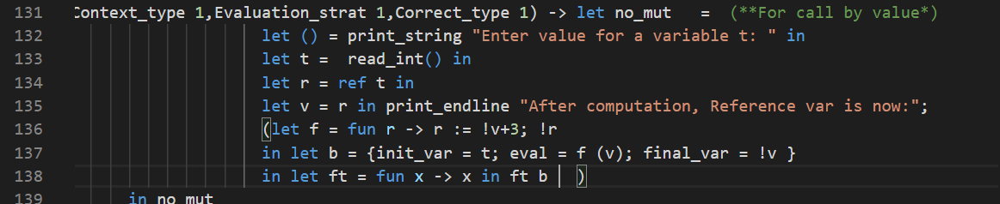 131 Context_type 1,Evaluation_strat 1,Correct_type 1) -> let no_mut   =  (**For call by value*)
132 let () = print_string "Enter value for a variable t: " in
133 let t =  read_int() in
134 let r = ref t in
135 let v = r in print_endline "After computation, Reference var is now:";
136 (let f = fun r -> r := !v+3; !r
137 in let b = {init_var = t; eval = f (v); final_var = !v }
138 in let ft = fun x -> x in ft b   )
139 in no_mut